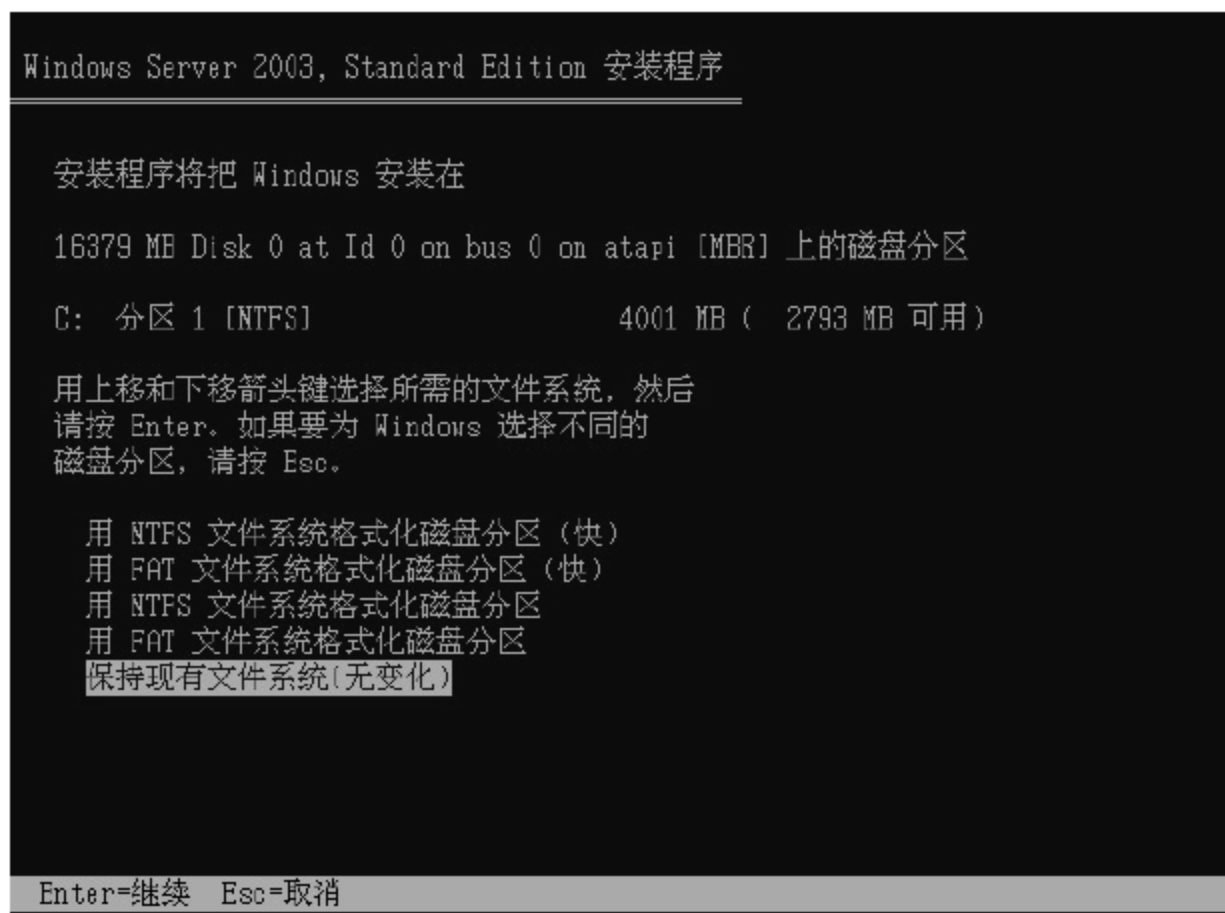 Windows Server 2003, Standard Edition 安装程序
安装程序将把 Windows 安装在
16379 MB Disk 0 at Id 0 on bus 0 on atapi [MBR] 上的磁盘分区
C: 分区 1 [NTFS] 4001 MB ( 2793 MB 可用)
用上移和下移箭头键选择所需的文件系统，然后
请按 Enter。如果要为 Windows 选择不同的
磁盘分区，请按 Esc。
用 NTFS 文件系统格式化磁盘分区（快）
用 FAT 文件系统格式化磁盘分区（快）
用 NTFS 文件系统格式化磁盘分区
用 FAT 文件系统格式化磁盘分区
保持现有文件系统(无变化)
Enter=继续 Esc=取消